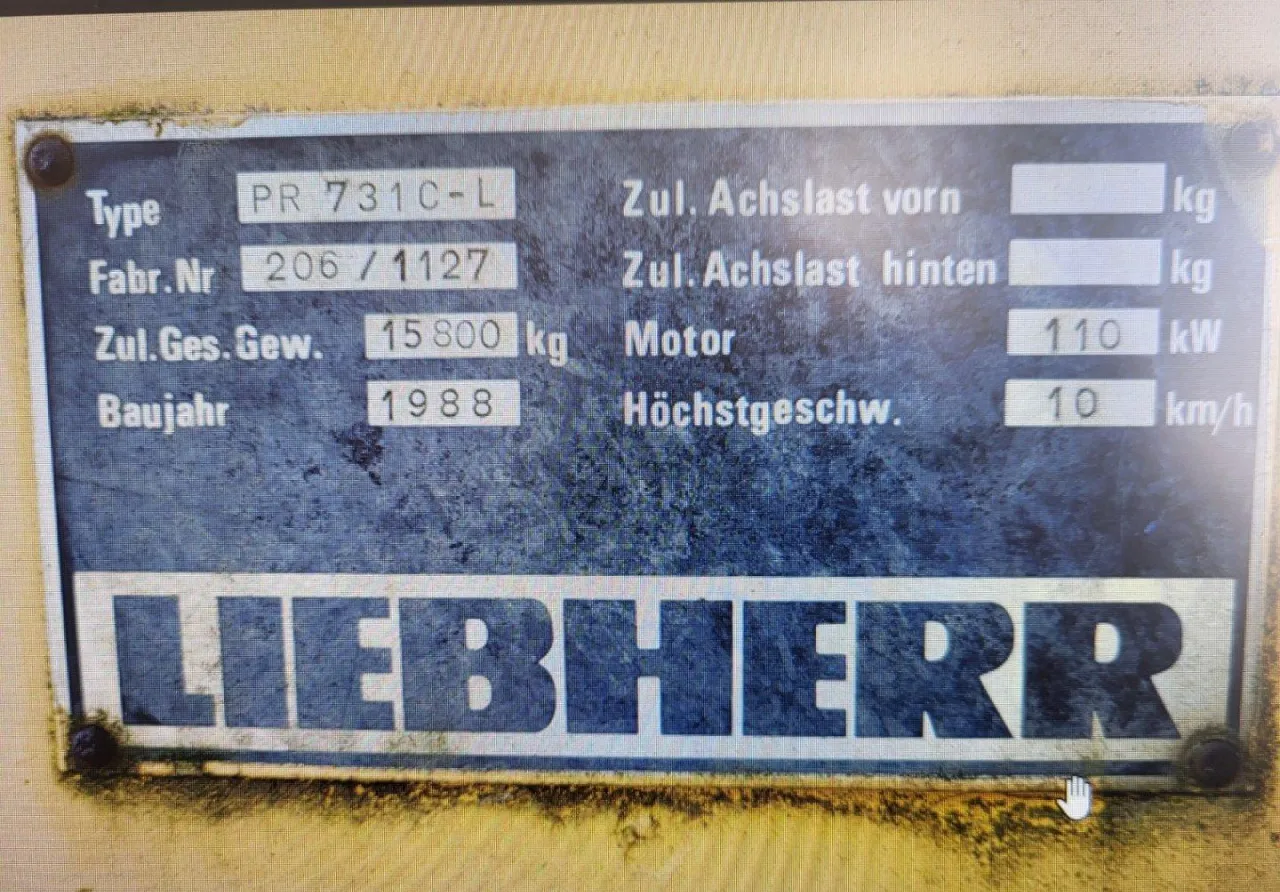 Type PR 731C-L Zul. Achslast vorn kg
Fabr.Nr 206/1127 Zul. Achslast hinten kg
Zul.Ges.Gew. 15800 kg Motor 110 kW
Baujahr 1988 Höchstgeschw. 10 km/h
LIEBHERR